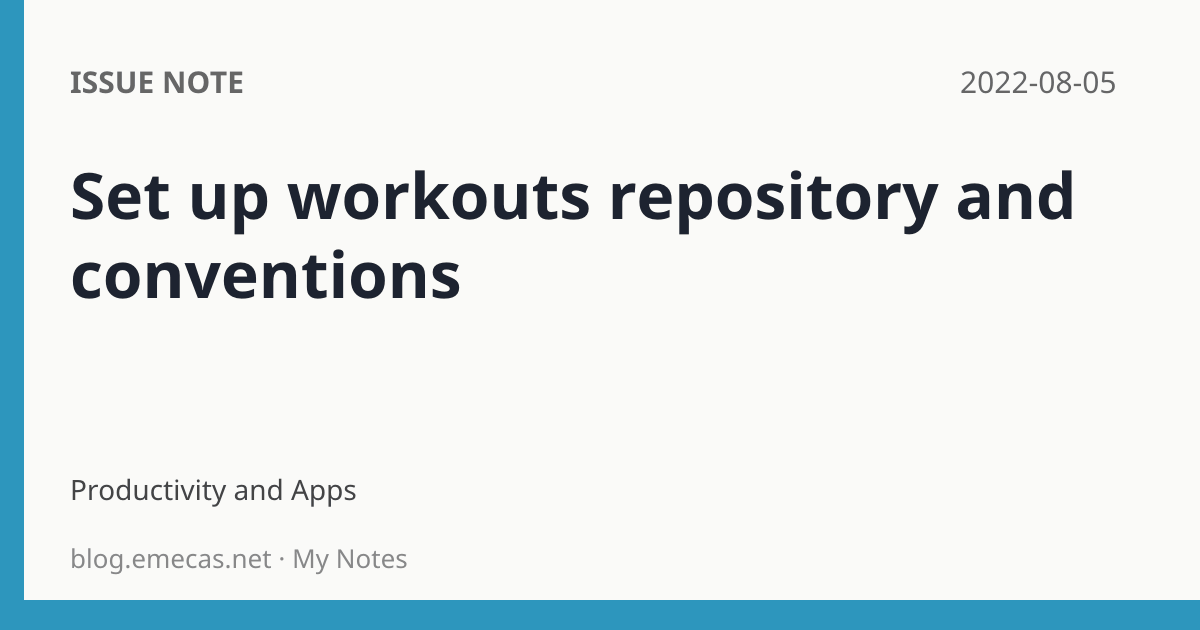 ISSUE NOTE
2022-08-05
Set up workouts repository and
conventions
Productivity and Apps
blog.emecas.net · My Notes